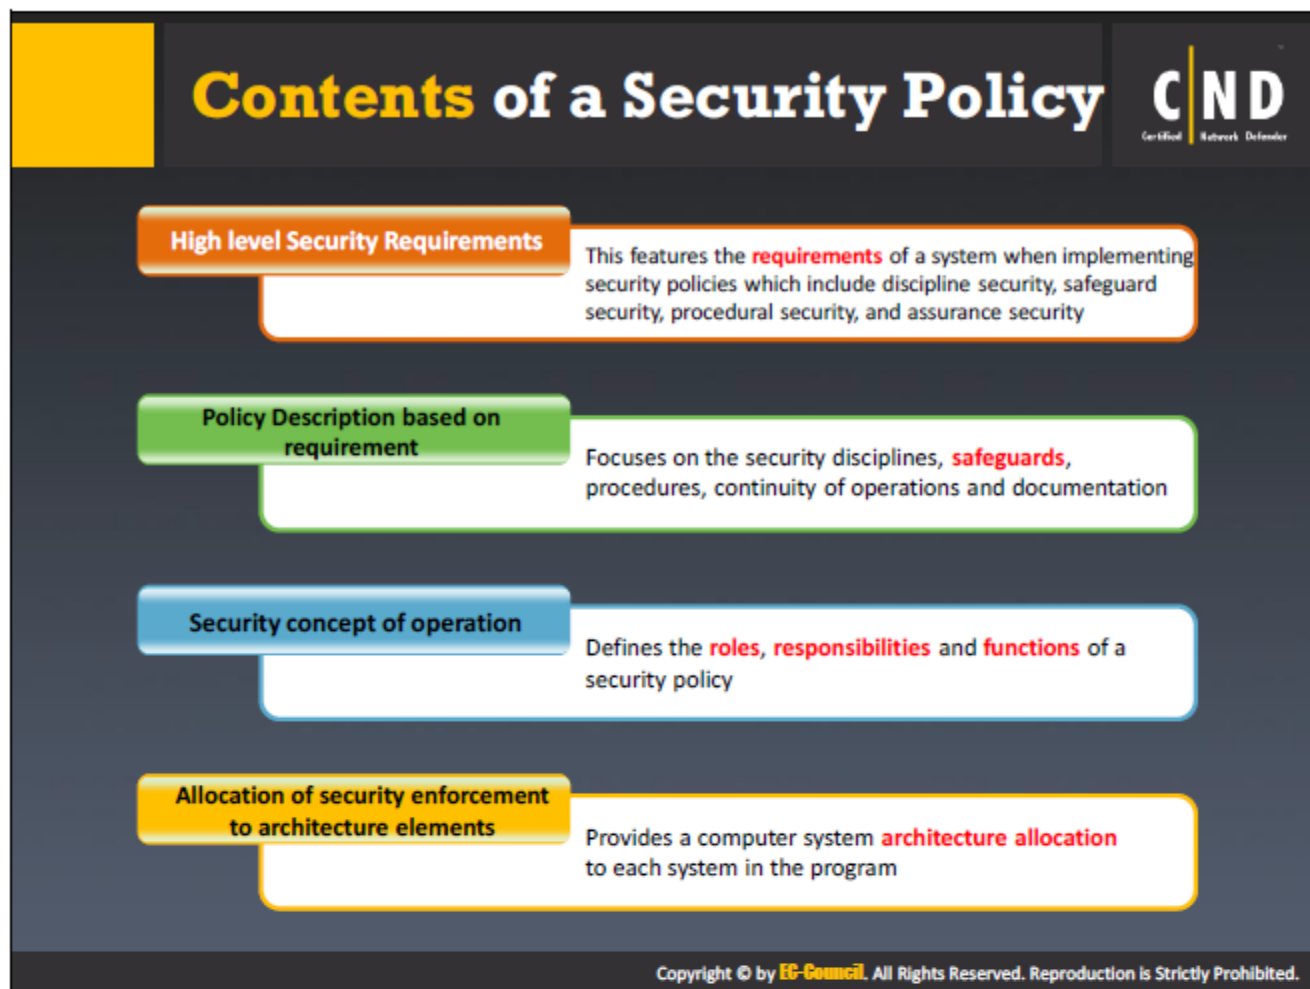 Contents of a Security Policy
C|ND
Certified Network Defender
High level Security Requirements
This features the requirements of a system when implementing
security policies which include discipline security, safeguard
security, procedural security, and assurance security
Policy Description based on
requirement
Focuses on the security disciplines, safeguards,
procedures, continuity of operations and documentation
Security concept of operation
Defines the roles, responsibilities and functions of a
security policy
Allocation of security enforcement
to architecture elements
Provides a computer system architecture allocation
to each system in the program
Copyright © by EC-Council. All Rights Reserved. Reproduction is Strictly Prohibited.